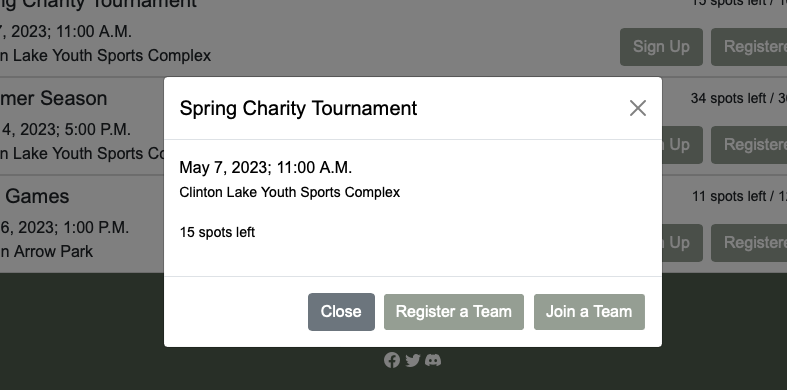 ng Charity Tournament
15 spots left / 1
7, 2023; 11:00 A.M.
n Lake Youth Sports Complex
Sign Up
Registere
mer Season
34 spots left / 3
4, 2023; 5:00 P.M.
n Lake Youth Sports Co
Up
Registere
Games
11 spots left / 1
6, 2023; 1:00 P.M.
n Arrow Park
Up
Registere
Spring Charity Tournament
May 7, 2023; 11:00 A.M.
Clinton Lake Youth Sports Complex
15 spots left
Close
Register a Team
Join a Team